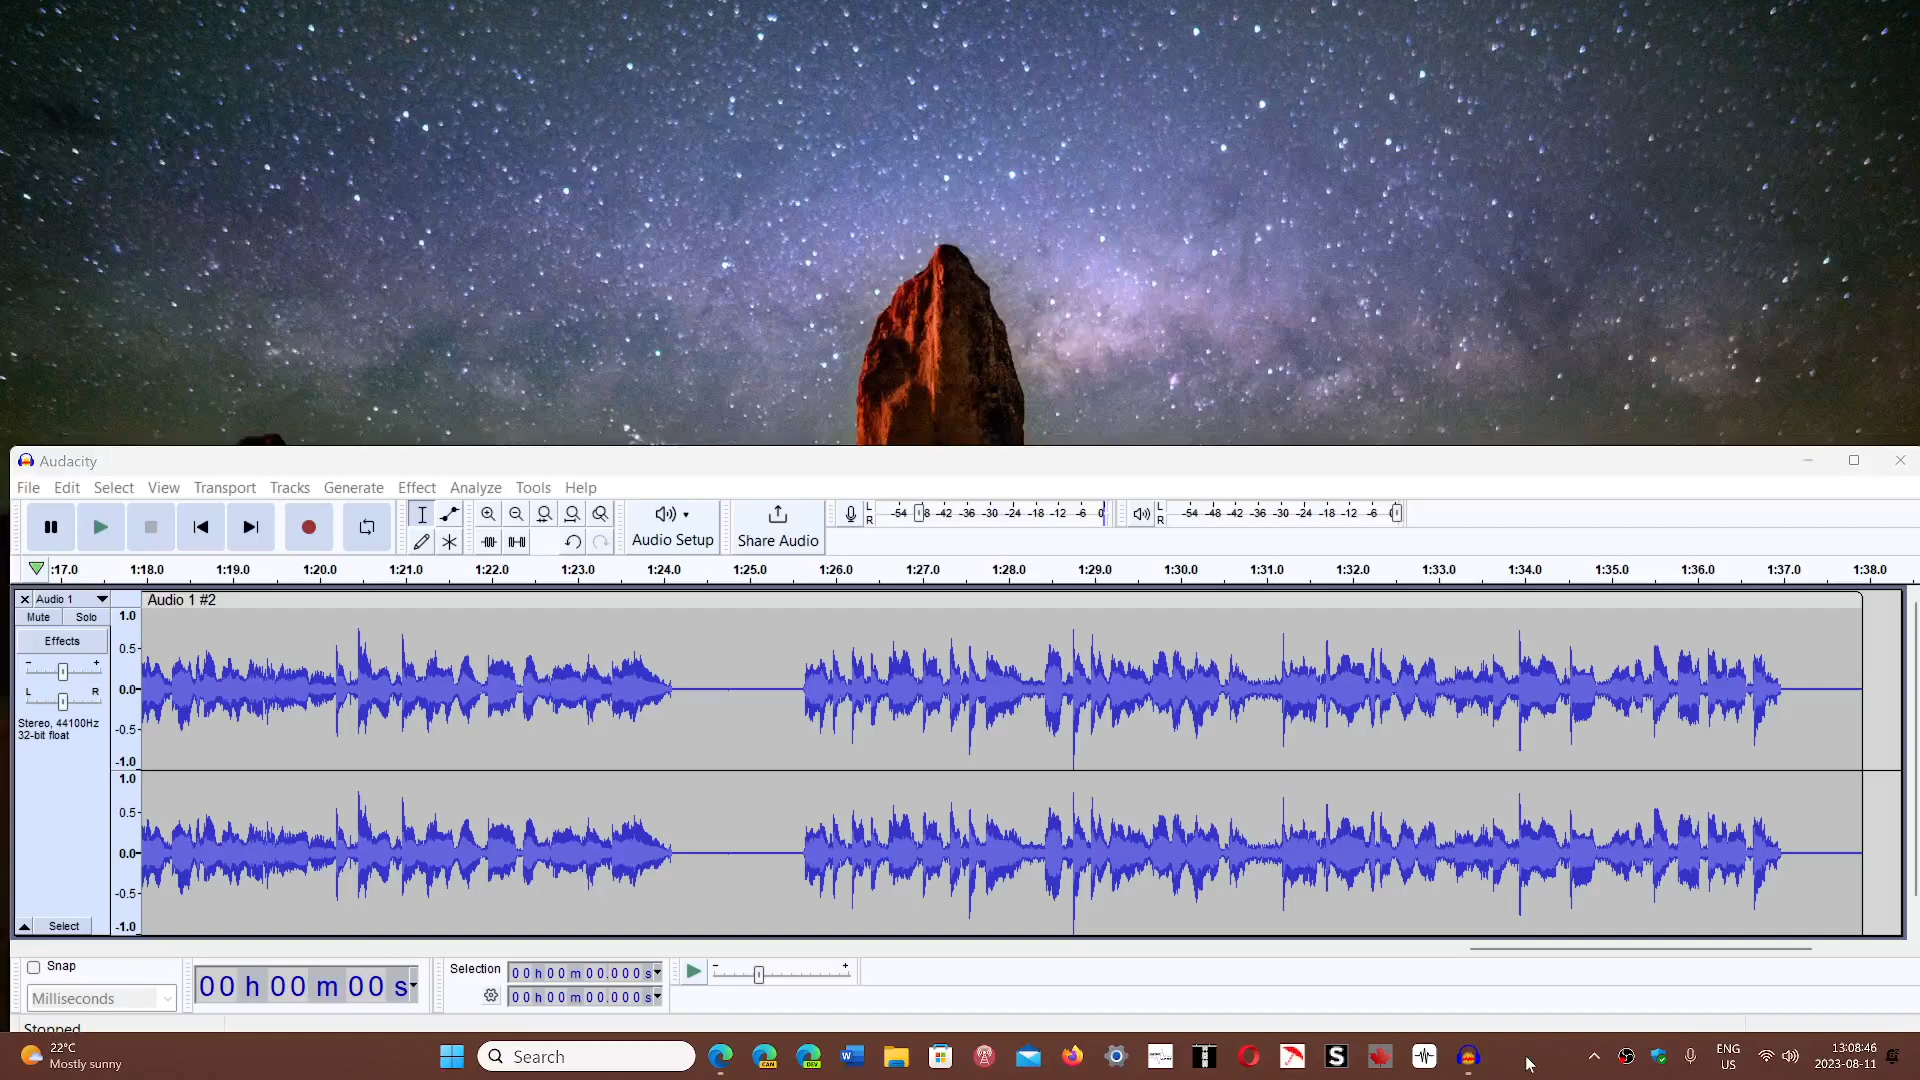 Audacity
File Edit Select View Transport Tracks Generate Effect Analyze Tools Help
Audio Setup
Share Audio
L
R
-54 8 -42 -36 -30 -24 -18 -12 -6 0
L
R
-54 -48 -42 -36 -30 -24 -18 -12 -6 0
:17.0 1:18.0 1:19.0 1:20.0 1:21.0 1:22.0 1:23.0 1:24.0 1:25.0 1:26.0 1:27.0 1:28.0 1:29.0 1:30.0 1:31.0 1:32.0 1:33.0 1:34.0 1:35.0 1:36.0 1:37.0 1:38.0
Audio 1
Audio 1 #2
Mute Solo
Effects
- +
L R
Stereo, 44100Hz
32-bit float
Select
1.0
0.5
0.0
-0.5
-1.0
1.0
0.5
0.0
-0.5
-1.0
Snap
Milliseconds
00 h 00 m 00 s
Selection
00 h 00 m 00.000 s
00 h 00 m 00.000 s
- +
Stopped
22°C
Mostly sunny
Search
CAN
DEV
W
S
ENG
US
13:08:46
2023-08-11